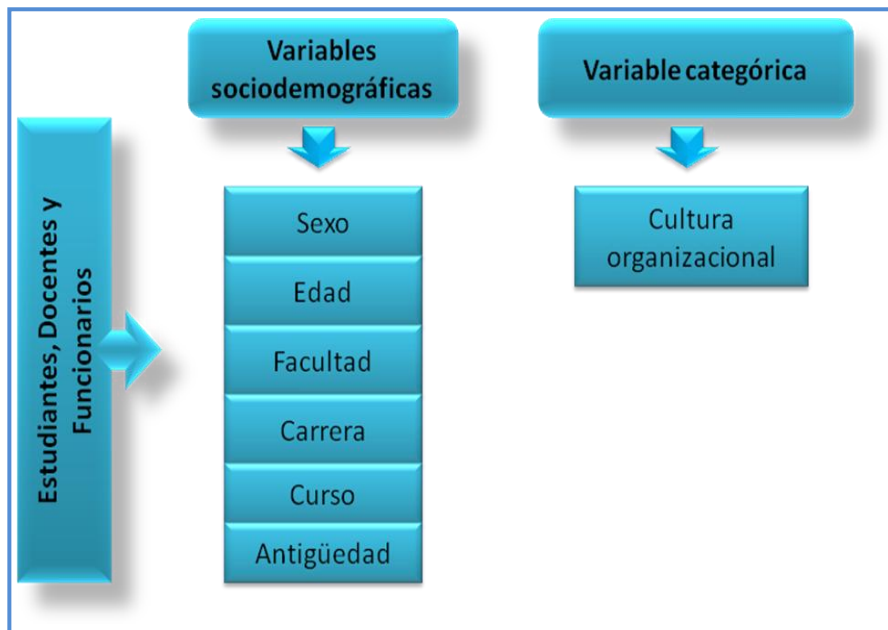 Variables
sociodemográficas
Variable categórica
Estudiantes, Docentes y
Funcionarios
Sexo
Edad
Facultad
Carrera
Curso
Antigüedad
Cultura
organizacional